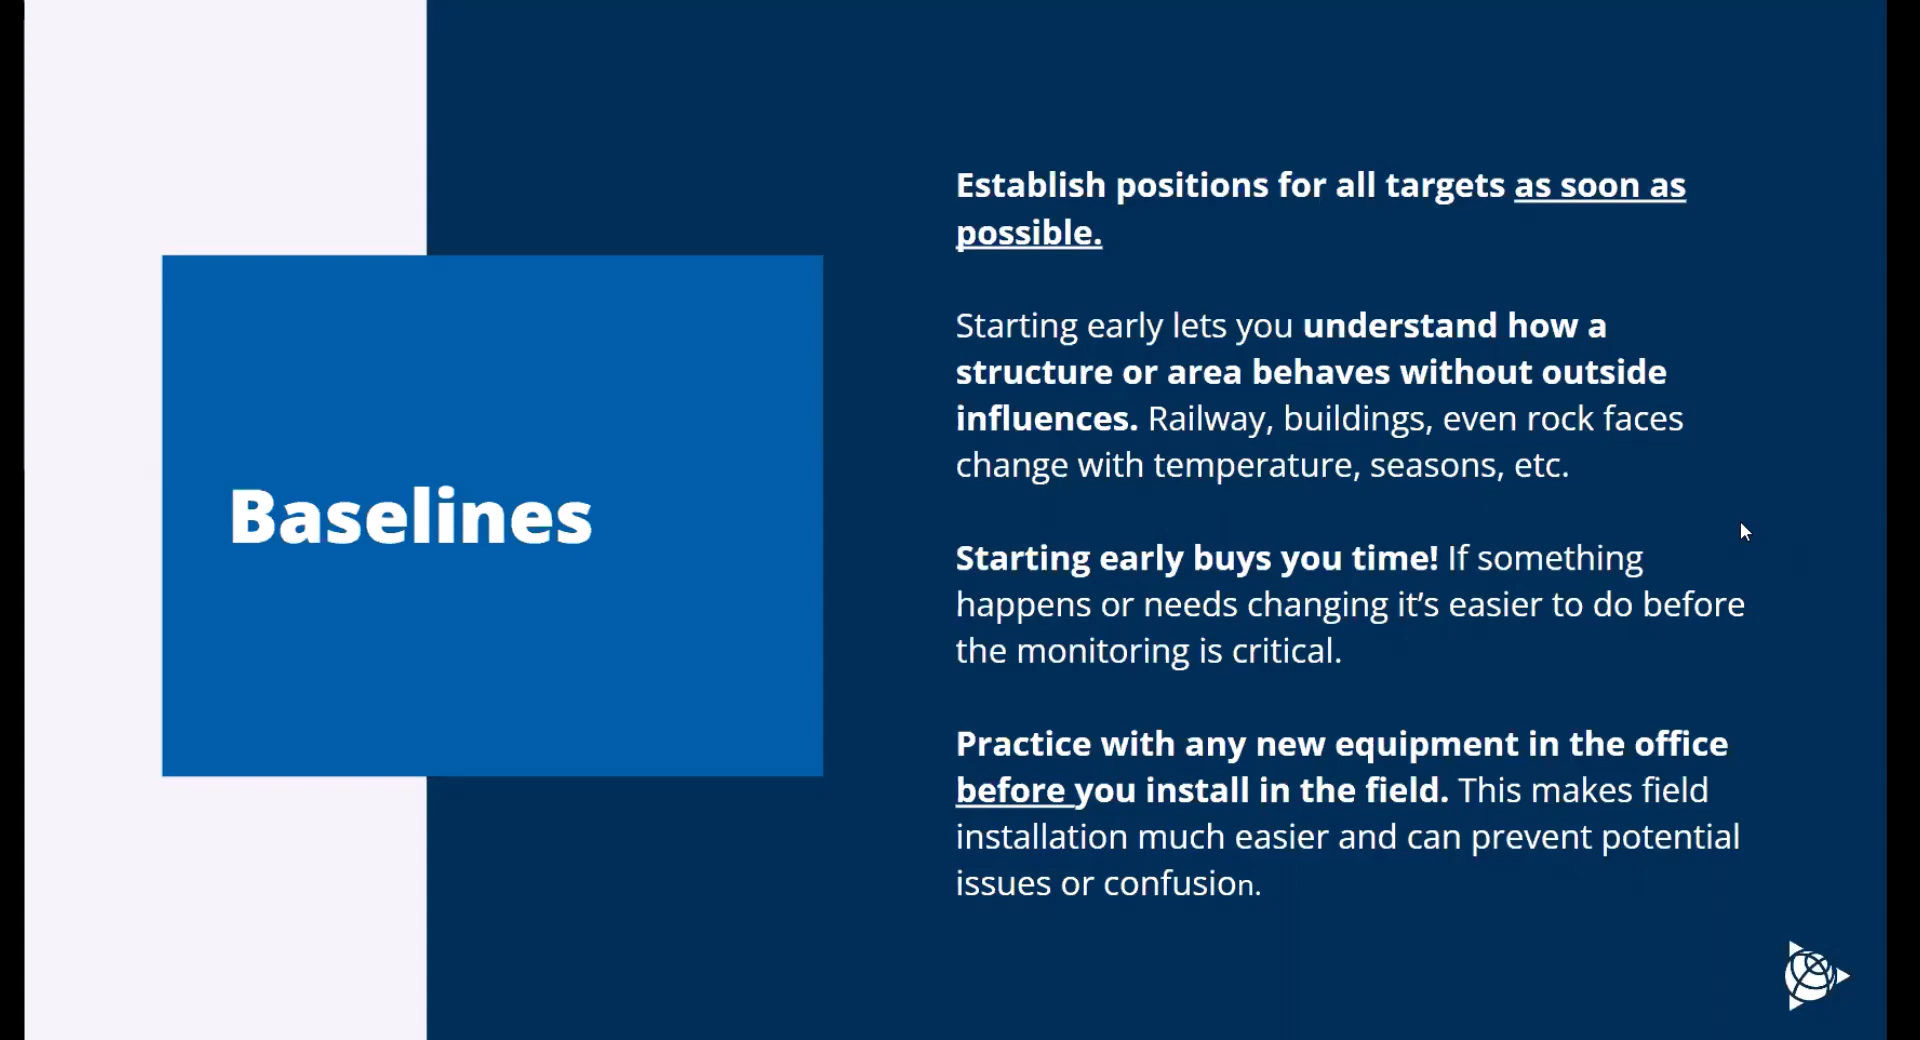 Baselines
Establish positions for all targets as soon as
possible.
Starting early lets you understand how a
structure or area behaves without outside
influences. Railway, buildings, even rock faces
change with temperature, seasons, etc.
Starting early buys you time! If something
happens or needs changing it’s easier to do before
the monitoring is critical.
Practice with any new equipment in the office
before you install in the field. This makes field
installation much easier and can prevent potential
issues or confusion.